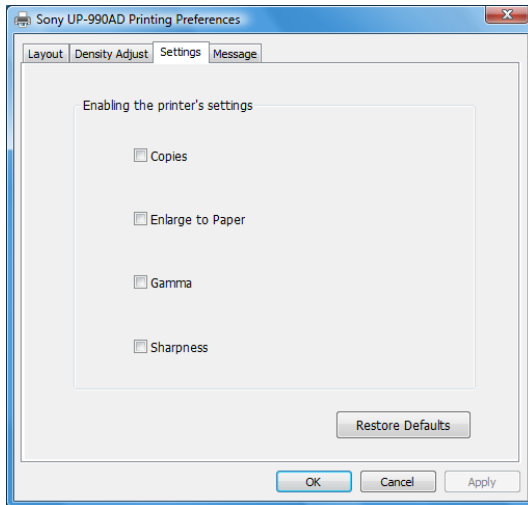 Sony UP-990AD Printing Preferences
Layout Density Adjust Settings Message
Enabling the printer's settings
Copies
Enlarge to Paper
Gamma
Sharpness
Restore Defaults
OK Cancel Apply